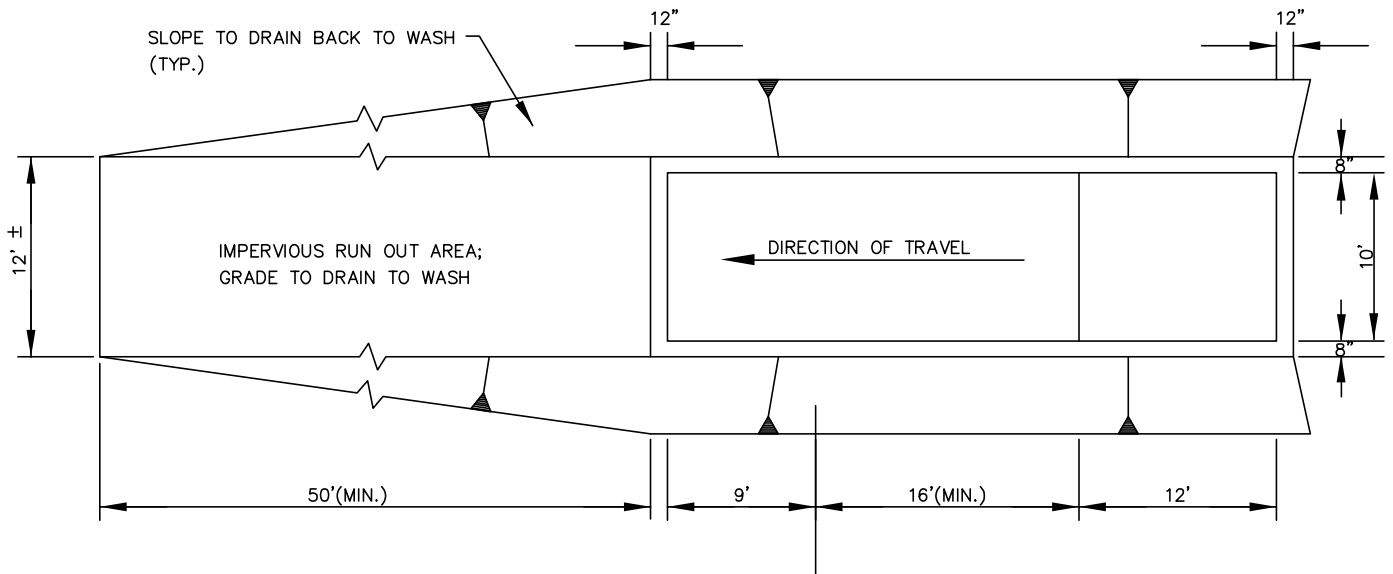 12" 12"
SLOPE TO DRAIN BACK TO WASH
(TYP.)
8"
12' ±
IMPERVIOUS RUN OUT AREA;
GRADE TO DRAIN TO WASH
DIRECTION OF TRAVEL
10'
8"
50'(MIN.) 9' 16'(MIN.) 12'